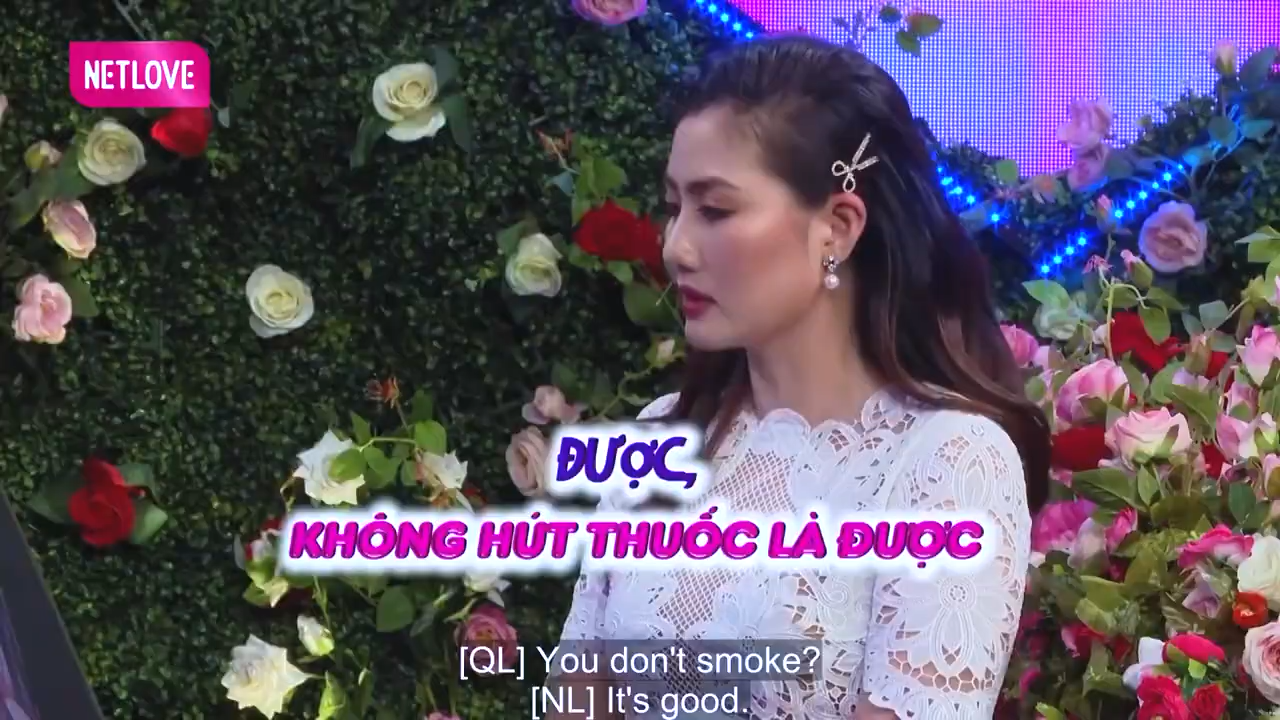 NETLOVE
ĐƯỢC,
KHÔNG HÚT THUỐC LÀ ĐƯỢC
[QL] You don't smoke?
[NL] It's good.